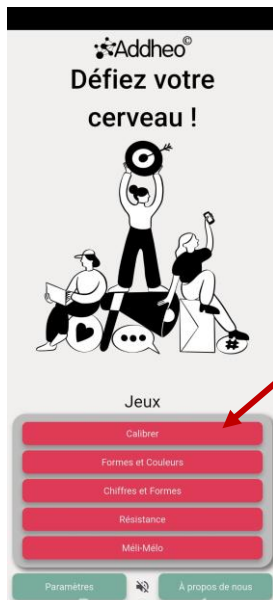 Addheo©
Défiez votre
cerveau !
#
Jeux
Calibrer
Formes et Couleurs
Chiffres et Formes
Résistance
Méli-Mélo
Paramètres
À propos de nous